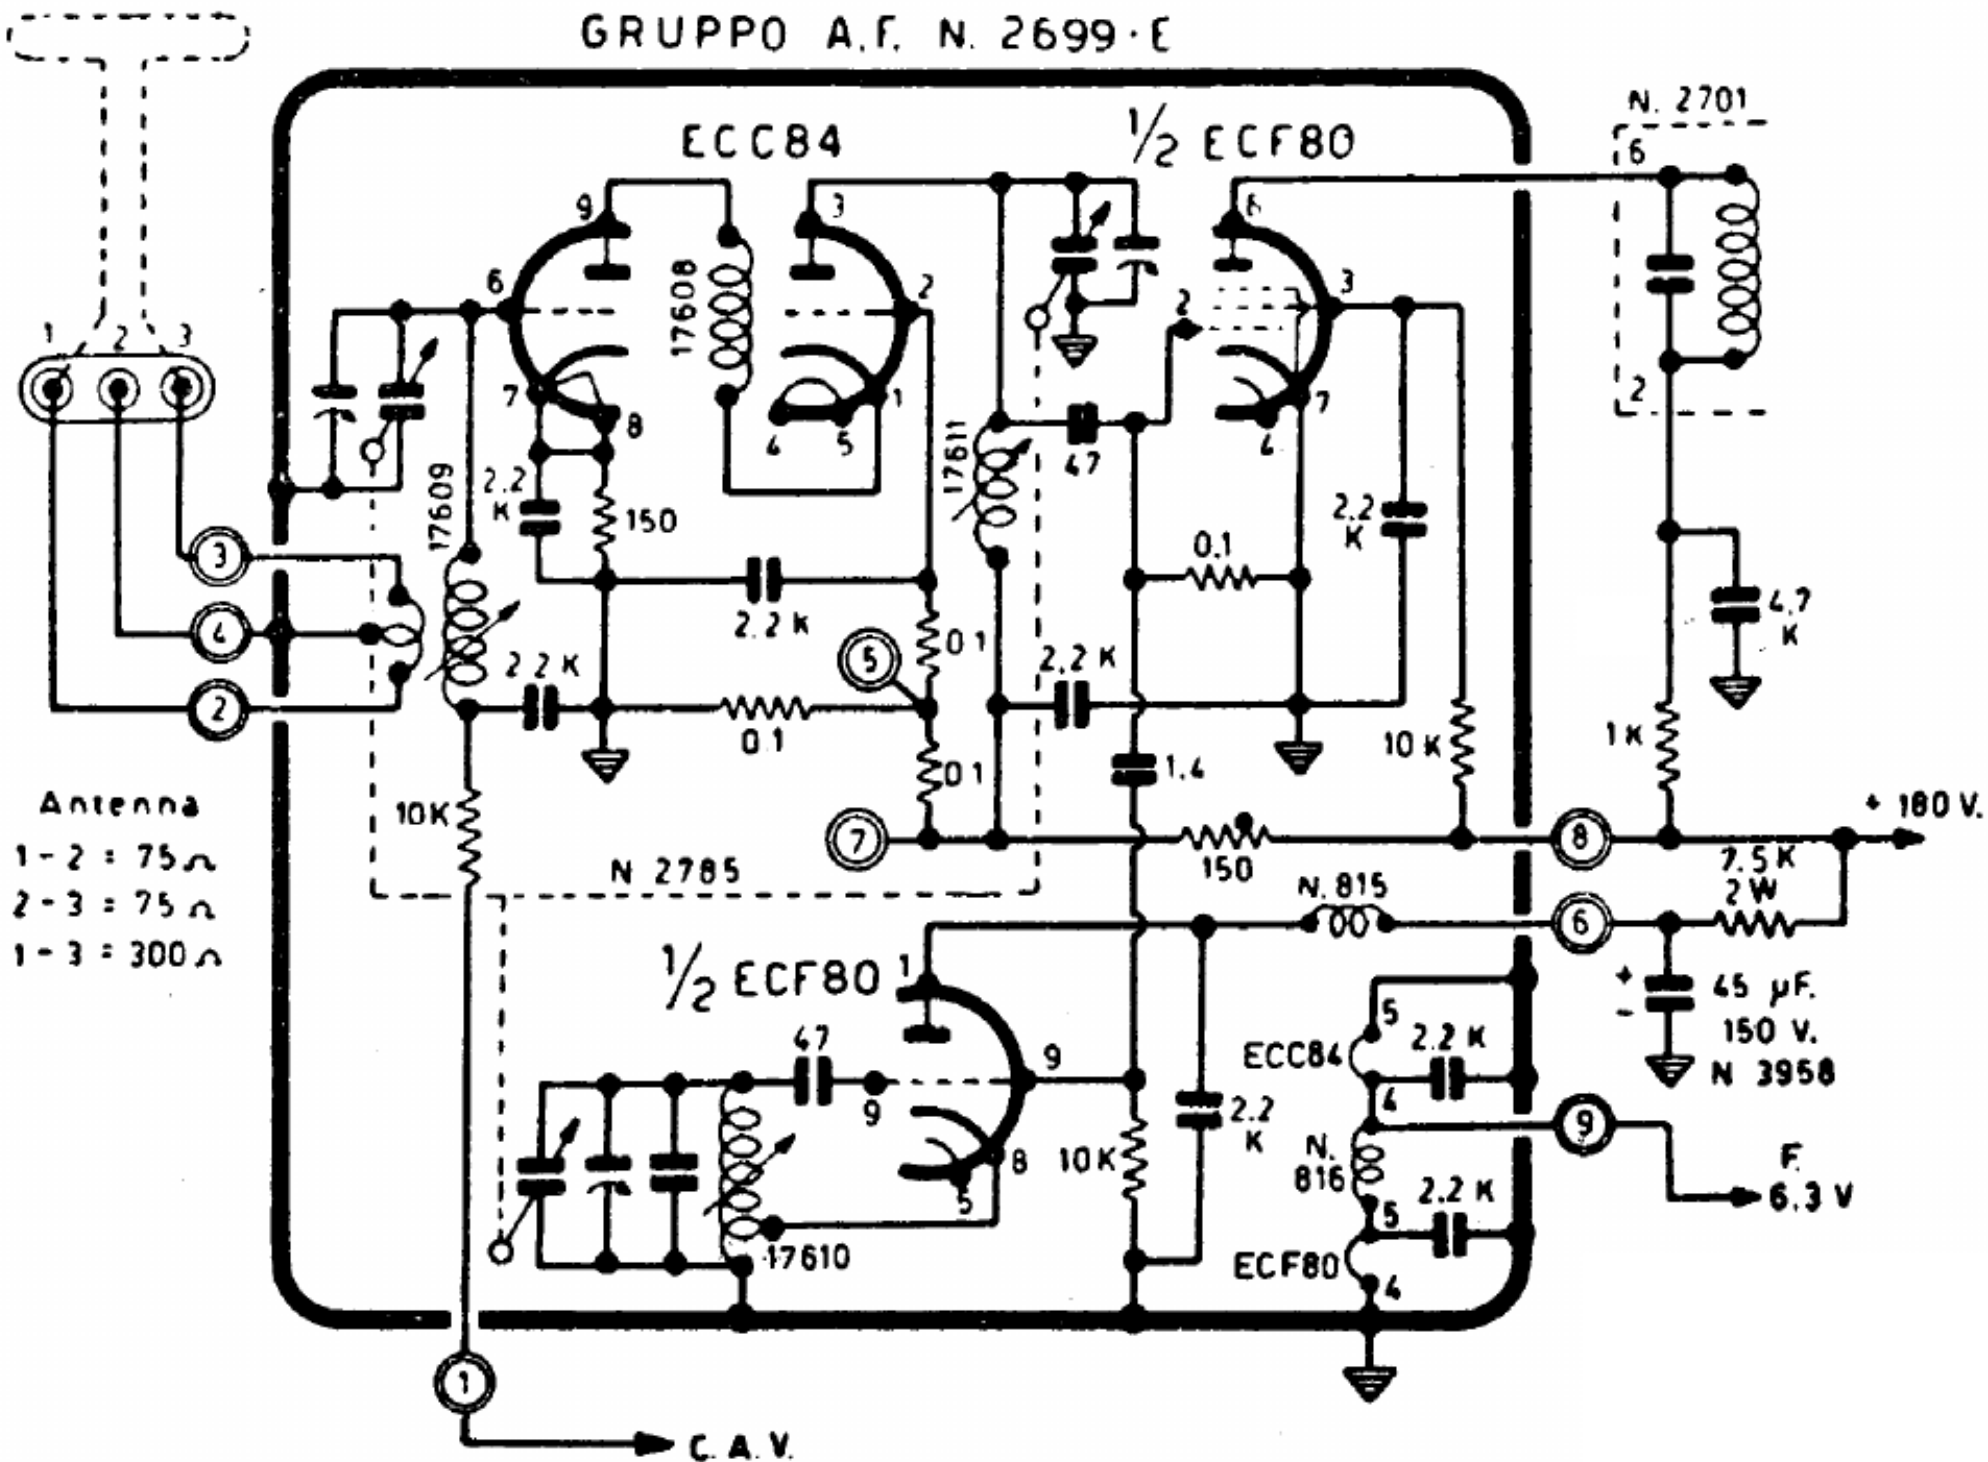 GRUPPO A.F. N. 2699·E
N. 2701
ECC84
1/2 ECF80
6
9
3
6
17608
6
2
2
3
1 2 3
2
7
8
4 5 1
7
4
47
17611
17609
2.2 K
150
2.2 K
0.1
3
4
2
2.2 K
0.1
5
2.2 K
2.2 K
0.1
0.1
1.4
10 K
1 K
4.7 K
Antenna
1 - 2 = 75 Ω
2 - 3 = 75 Ω
1 - 3 = 300 Ω
10 K
7
150
8
+ 180 V.
N 2785
N. 815
6
7.5 K
2 W
1/2 ECF80
1
47
9
9
8
5
10 K
2.2 K
17610
+
-
45 µF.
150 V.
N 3958
5
ECC84
4
2.2 K
9
N. 816
2.2 K
5
ECF80
4
F.
6.3 V
1
C. A. V.